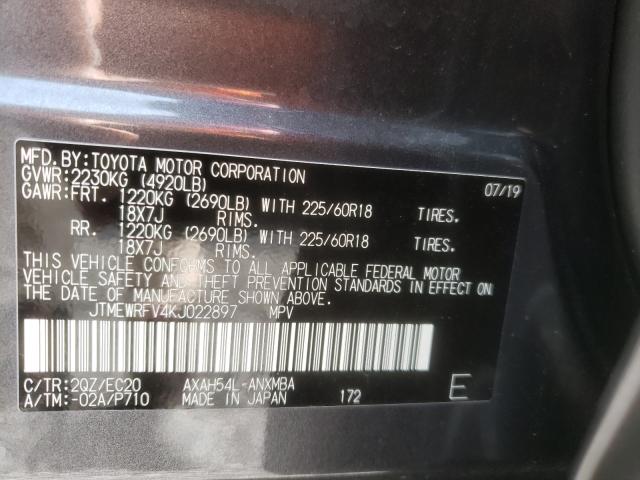 MFD.BY:TOYOTA MOTOR CORPORATION 07/19
GVWR:2230KG (4920LB)
GAWR:FRT. 1220KG (2690LB) WITH 225/60R18 TIRES.
18X7J RIMS.
RR. 1220KG (2690LB) WITH 225/60R18 TIRES.
18X7J RIMS.
THIS VEHICLE CONFORMS TO ALL APPLICABLE FEDERAL MOTOR
VEHICLE SAFETY, BUMPER, AND THEFT PREVENTION STANDARDS IN EFFECT ON
THE DATE OF MANUFACTURE SHOWN ABOVE.
JTMEWRFV4KJ022897 MPV
C/TR:2QZ/EC20 AXAH54L-ANXMBA
A/TM:-02A/P710 MADE IN JAPAN 172 E